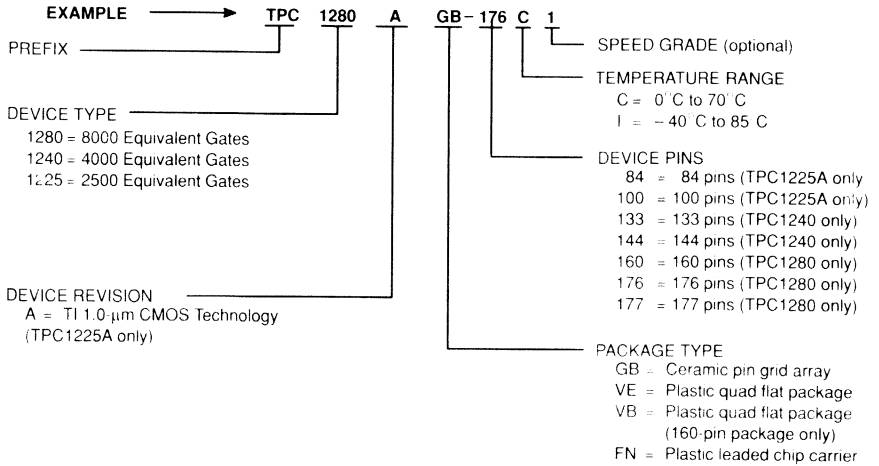 EXAMPLE TPC 1280 A GB - 176 C 1
PREFIX
DEVICE TYPE
1280 = 8000 Equivalent Gates
1240 = 4000 Equivalent Gates
1225 = 2500 Equivalent Gates
DEVICE REVISION
A = TI 1.0-μm CMOS Technology
(TPC1225A only)
SPEED GRADE (optional)
TEMPERATURE RANGE
C = 0°C to 70°C
I = – 40°C to 85 C
DEVICE PINS
84 = 84 pins (TPC1225A only
100 = 100 pins (TPC1225A only)
133 = 133 pins (TPC1240 only)
144 = 144 pins (TPC1240 only)
160 = 160 pins (TPC1280 only)
176 = 176 pins (TPC1280 only)
177 = 177 pins (TPC1280 only)
PACKAGE TYPE
GB = Ceramic pin grid array
VE = Plastic quad flat package
VB = Plastic quad flat package
(160-pin package only)
FN = Plastic leaded chip carrier